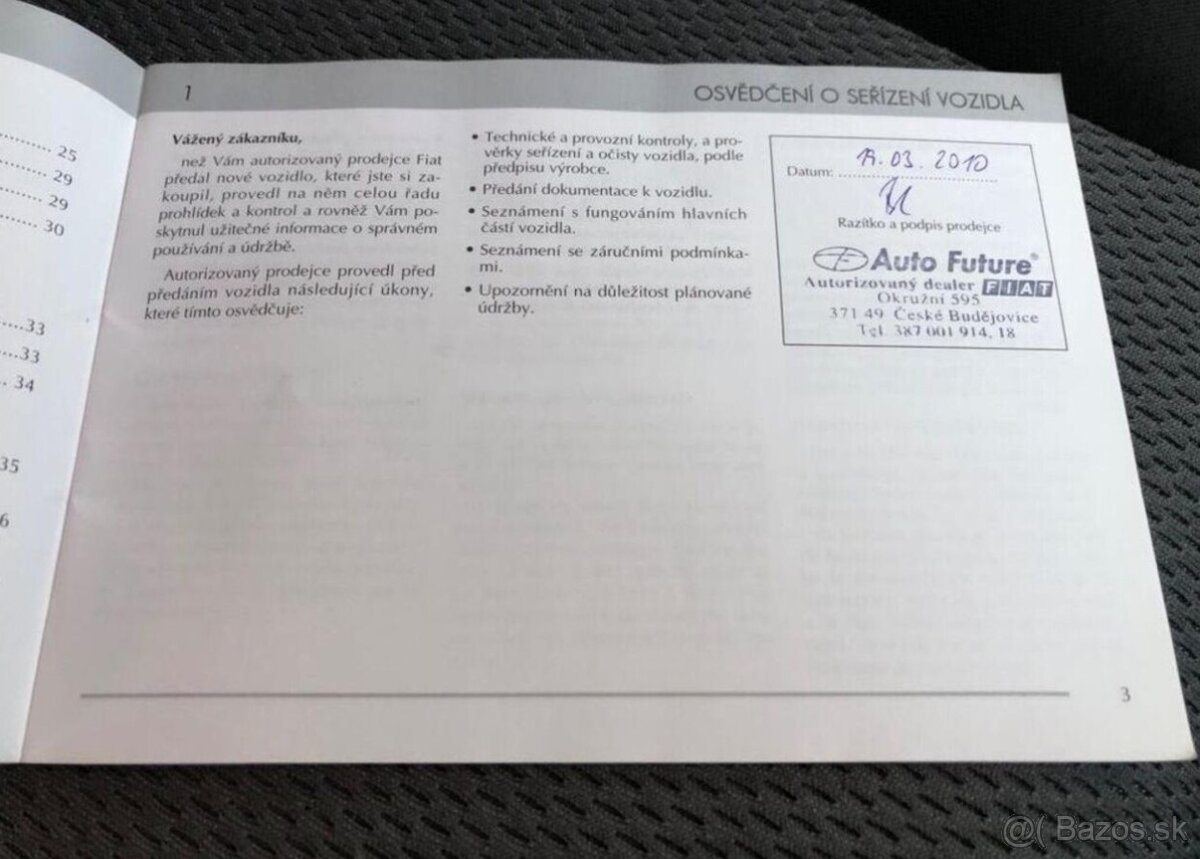 25
29
29
30
33
33
34
35
6
1
OSVĚDČENÍ O SEŘÍZENÍ VOZIDLA
Vážený zákazníku,
než Vám autorizovaný prodejce Fiat
předal nové vozidlo, které jste si za-
koupil, provedl na něm celou řadu
prohlídek a kontrol a rovněž Vám po-
skytnul užitečné informace o správném
používání a údržbě.
Autorizovaný prodejce provedl před
předáním vozidla následující úkony,
které tímto osvědčuje:
• Technické a provozní kontroly, a pro-
věrky seřízení a očisty vozidla, podle
předpisu výrobce.
• Předání dokumentace k vozidlu.
• Seznámení s fungováním hlavních
částí vozidla.
• Seznámení se záručními podmínka-
mi.
• Upozornění na důležitost plánované
údržby.
Datum: 03. 2010
Razítko a podpis prodejce
Auto Future®
Autorizovaný dealer FIAT
Okružní 595
371 49 České Budějovice
Tel. 387 001 914, 18
3
@( Bazos.sk